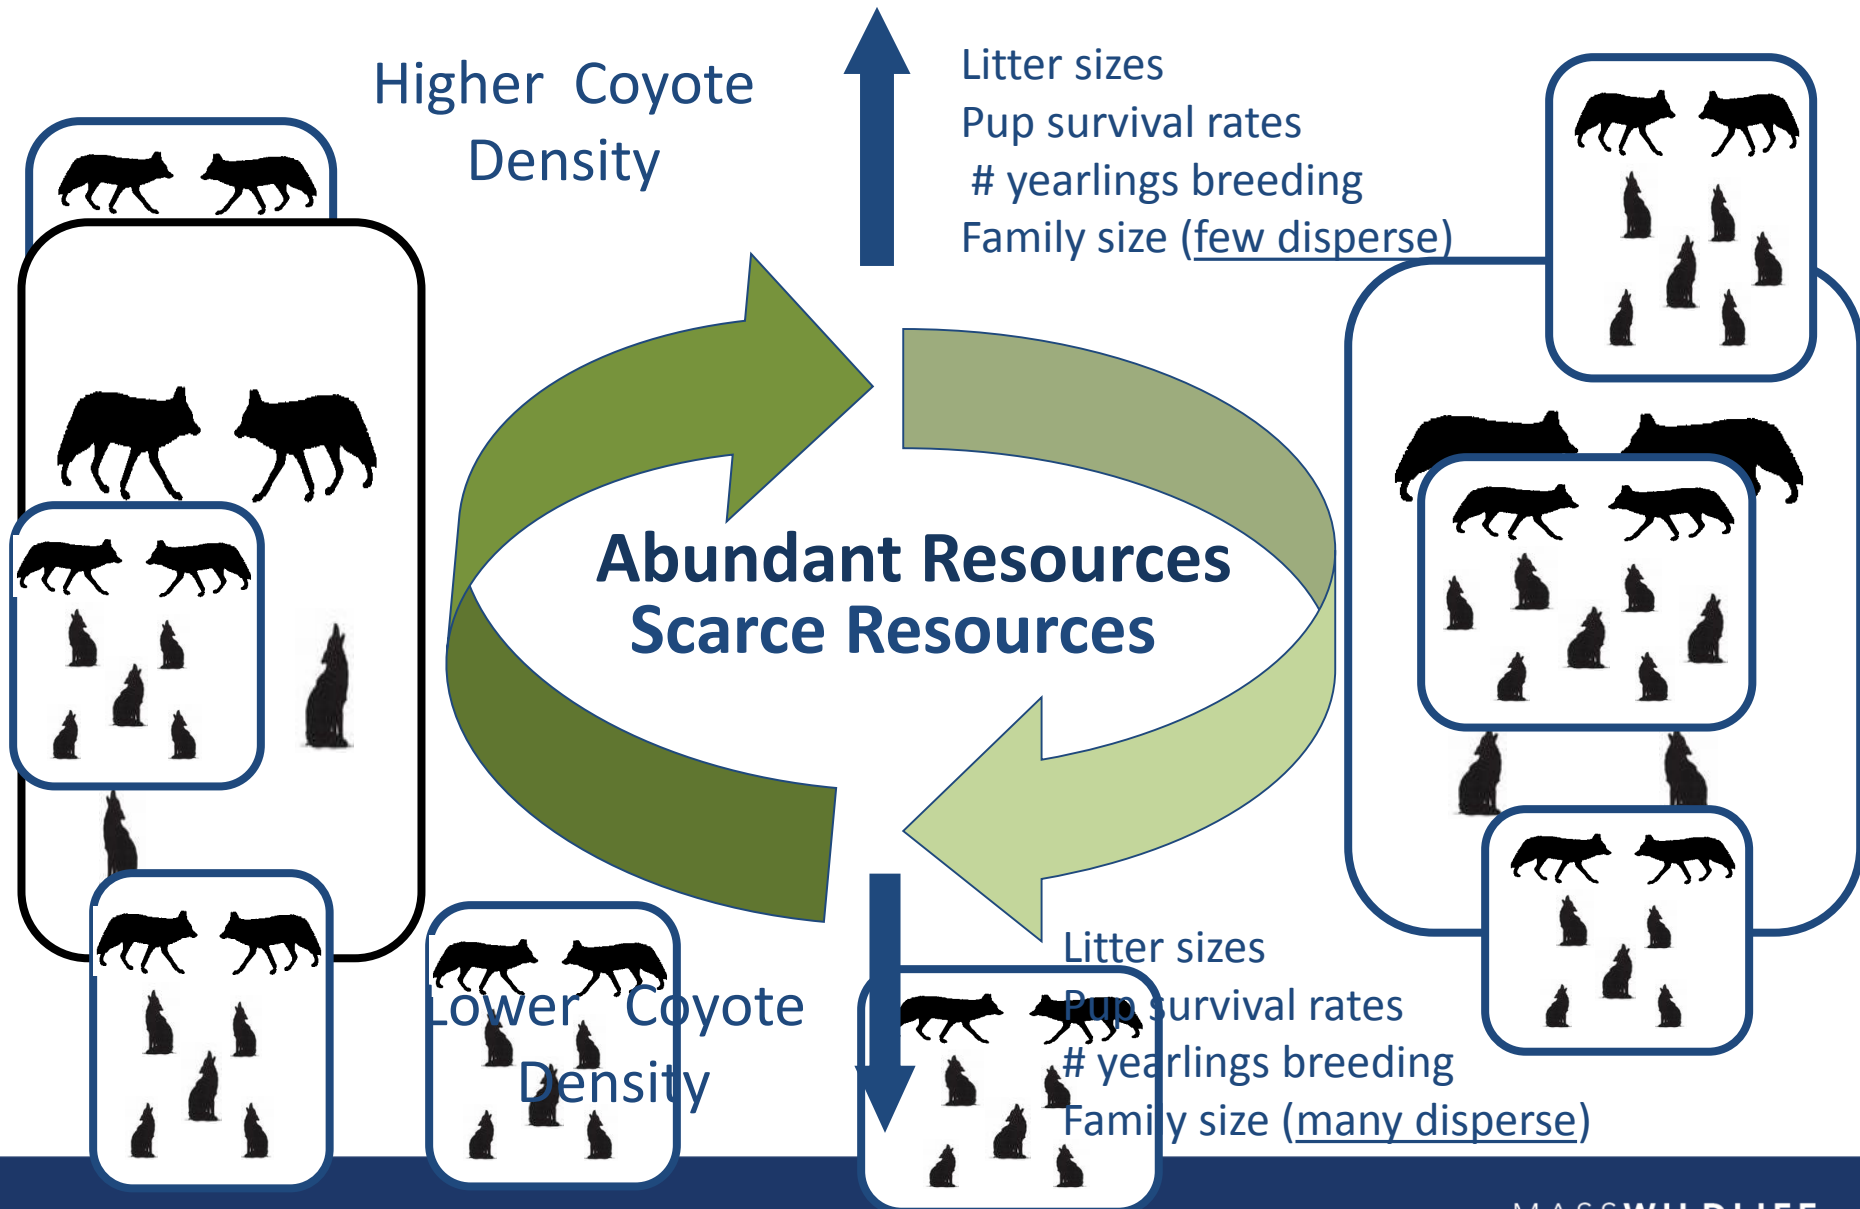 Higher Coyote
Density
Litter sizes
Pup survival rates
# yearlings breeding
Family size (few disperse)
Abundant Resources
Scarce Resources
Lower Coyote
Density
Litter sizes
Pup survival rates
# yearlings breeding
Family size (many disperse)
MASSWILDLIFE